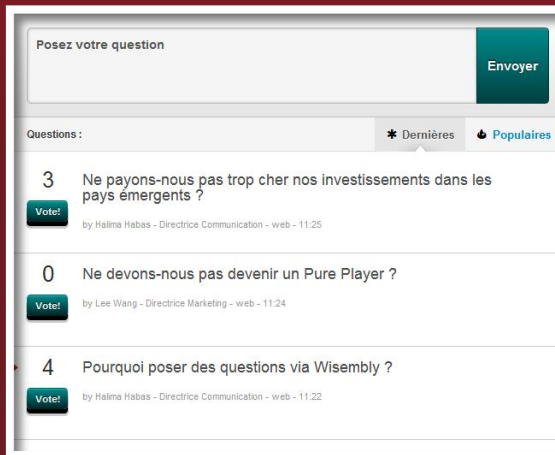 Posez votre question
Envoyer
Questions :
Dernières
Populaires
3
Ne payons-nous pas trop cher nos investissements dans les
pays émergents ?
Vote!
by Halima Habas - Directrice Communication - web - 11:25
0
Ne devons-nous pas devenir un Pure Player ?
Vote!
by Lee Wang - Directrice Marketing - web - 11:24
4
Pourquoi poser des questions via Wisembly ?
Vote!
by Halima Habas - Directrice Communication - web - 11:22